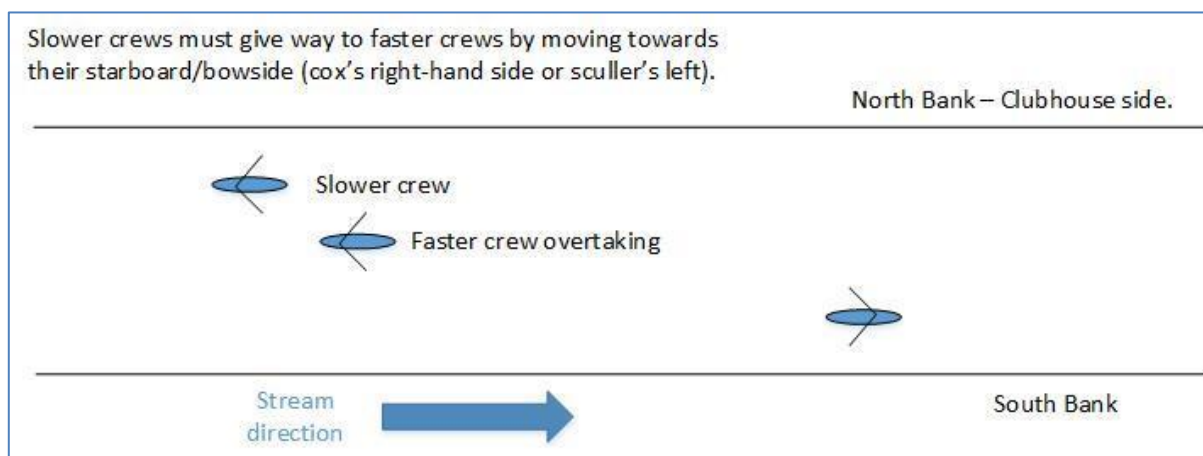 Slower crews must give way to faster crews by moving towards
their starboard/bowside (cox's right-hand side or sculler's left).
North Bank – Clubhouse side.
Slower crew
Faster crew overtaking
Stream
direction
South Bank